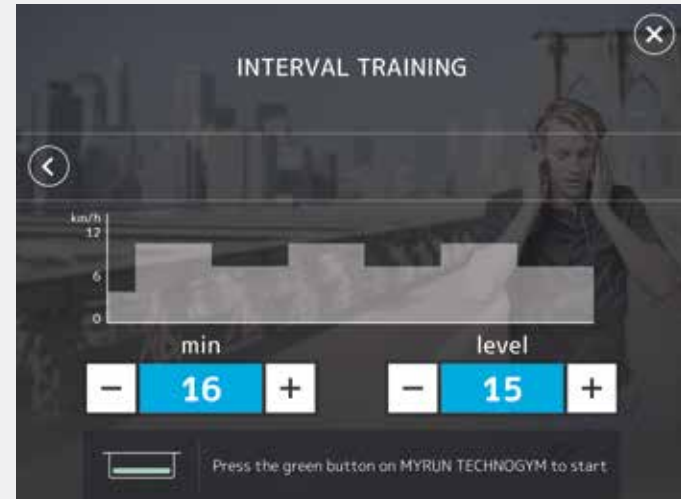 INTERVAL TRAINING
km/h
12
6
0
min
level
− 16 +
− 15 +
Press the green button on MYRUN TECHNOGYM to start